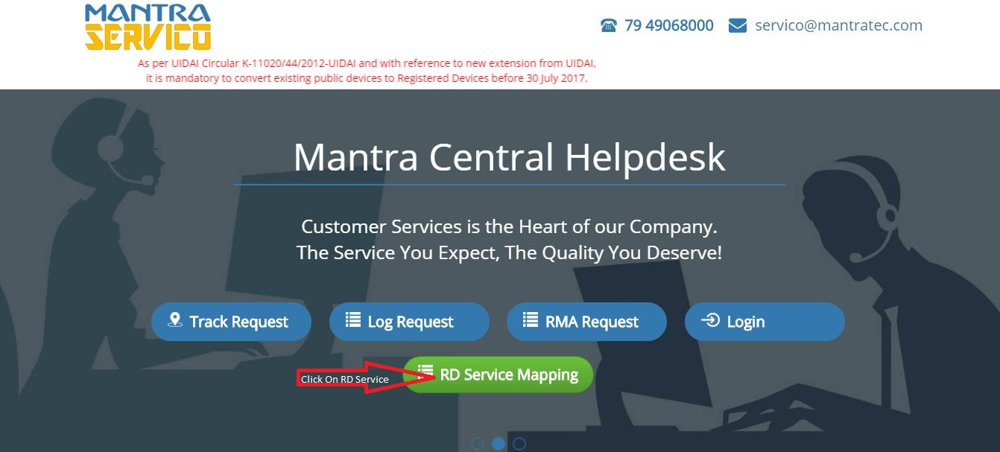 MANTRA
SERVICO
79 49068000 servico@mantratec.com
As per UIDAI Circular K-11020/44/2012-UIDAI and with reference to new extension from UIDAI,
it is mandatory to convert existing public devices to Registered Devices before 30 July 2017.
Mantra Central Helpdesk
Customer Services is the Heart of our Company.
The Service You Expect, The Quality You Deserve!
Track Request Log Request RMA Request Login
Click On RD Service RD Service Mapping